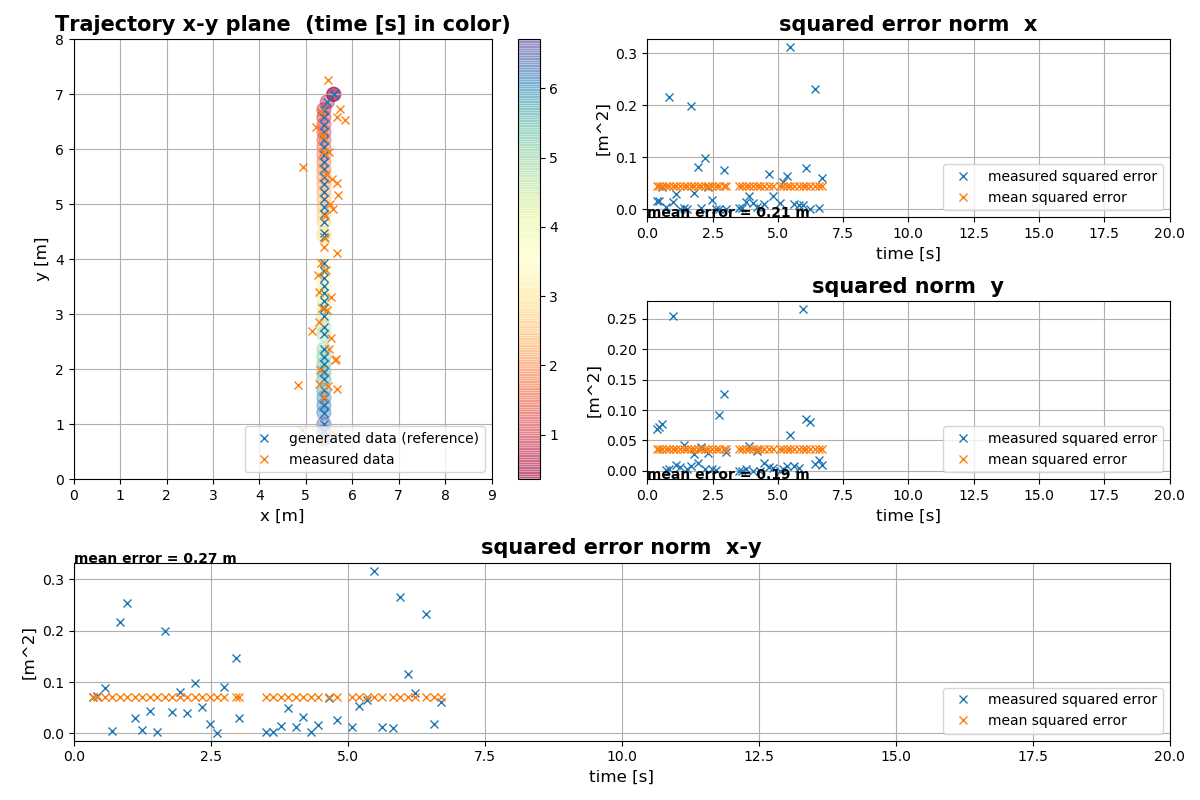 Trajectory x-y plane  (time [s] in color)
8
7
6
5
4
3
2
1
0
y [m]
0 1 2 3 4 5 6 7 8 9
x [m]
generated data (reference)
measured data
6
5
4
3
2
1
squared error norm  x
0.3
0.2
0.1
0.0
[m^2]
measured squared error
mean squared error
mean error = 0.21 m
0.0 2.5 5.0 7.5 10.0 12.5 15.0 17.5 20.0
time [s]
squared norm  y
0.25
0.20
0.15
0.10
0.05
0.00
[m^2]
measured squared error
mean squared error
mean error = 0.19 m
0.0 2.5 5.0 7.5 10.0 12.5 15.0 17.5 20.0
time [s]
squared error norm  x-y
mean error = 0.27 m
0.3
0.2
0.1
0.0
[m^2]
measured squared error
mean squared error
0.0 2.5 5.0 7.5 10.0 12.5 15.0 17.5 20.0
time [s]